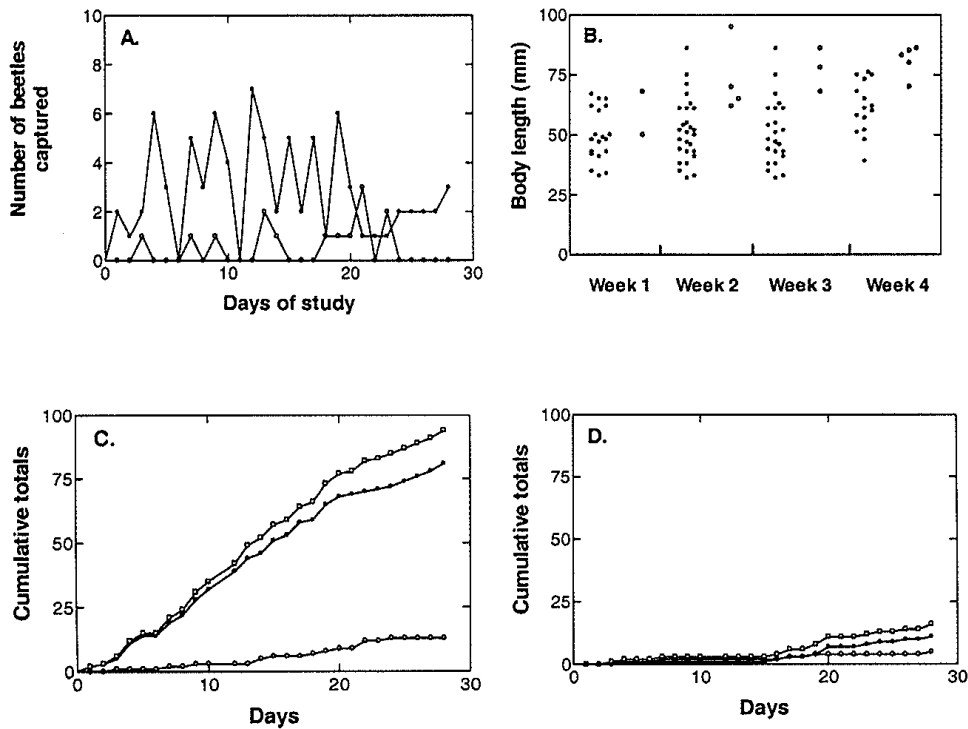 A.
Number of beetles
captured
10
8
6
4
2
0
0 10 20 30
Days of study
B.
Body length (mm)
100
75
50
25
0
Week 1 Week 2 Week 3 Week 4
C.
Cumulative totals
100
75
50
25
0
10 20 30
Days
D.
Cumulative totals
100
75
50
25
0
0 10 20 30
Days